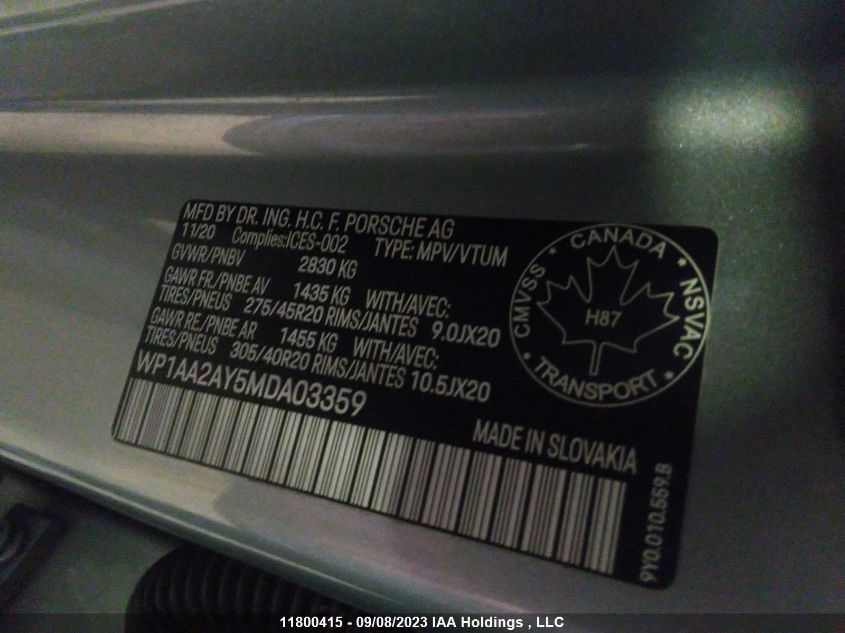 MFD BY DR. ING. H.C. F. PORSCHE AG
11/20 Complies:ICES-002 TYPE: MPV/VTUM
GVWR/PNBV 2830 KG
GAWR FR/PNBE AV 1435 KG WITH/AVEC:
TIRES/PNEUS 275/45R20 RIMS/JANTES 9.0JX20
GAWR RE/PNBE AR 1455 KG WITH/AVEC:
TIRES/PNEUS 305/40R20 RIMS/JANTES 10.5JX20
WP1AA2AY5MDA03359
CANADA
CMVSS
NSVAC
H87
TRANSPORT
MADE IN SLOVAKIA
9Y0.010.559.B
11800415 - 09/08/2023 IAA Holdings , LLC